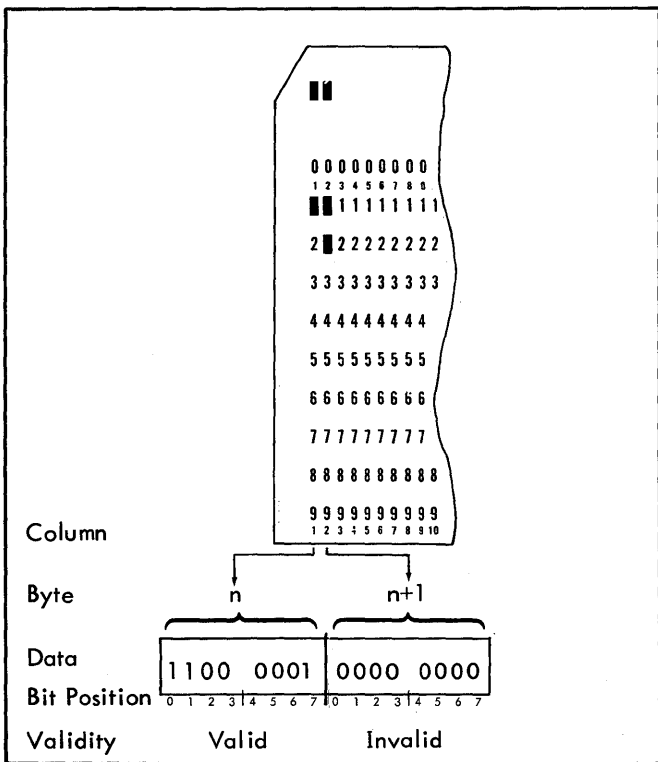 0 0 0 0 0 0 0 0 0
1 2 3 4 5 6 7 8 9
1 1 1 1 1 1 1 1
2 2 2 2 2 2 2 2 2
3 3 3 3 3 3 3 3 3 3
4 4 4 4 4 4 4 4 4
5 5 5 5 5 5 5 5 5
6 6 6 6 6 6 6 6 6
7 7 7 7 7 7 7 7 7
8 8 8 8 8 8 8 8 8 8
9 9 9 9 9 9 9 9 9 9
Column 1 2 3 4 5 6 7 8 9 10
Byte n n+1
Data 1100 0001 0000 0000
Bit Position 0 1 2 3 4 5 6 7 0 1 2 3 4 5 6 7
Validity Valid Invalid